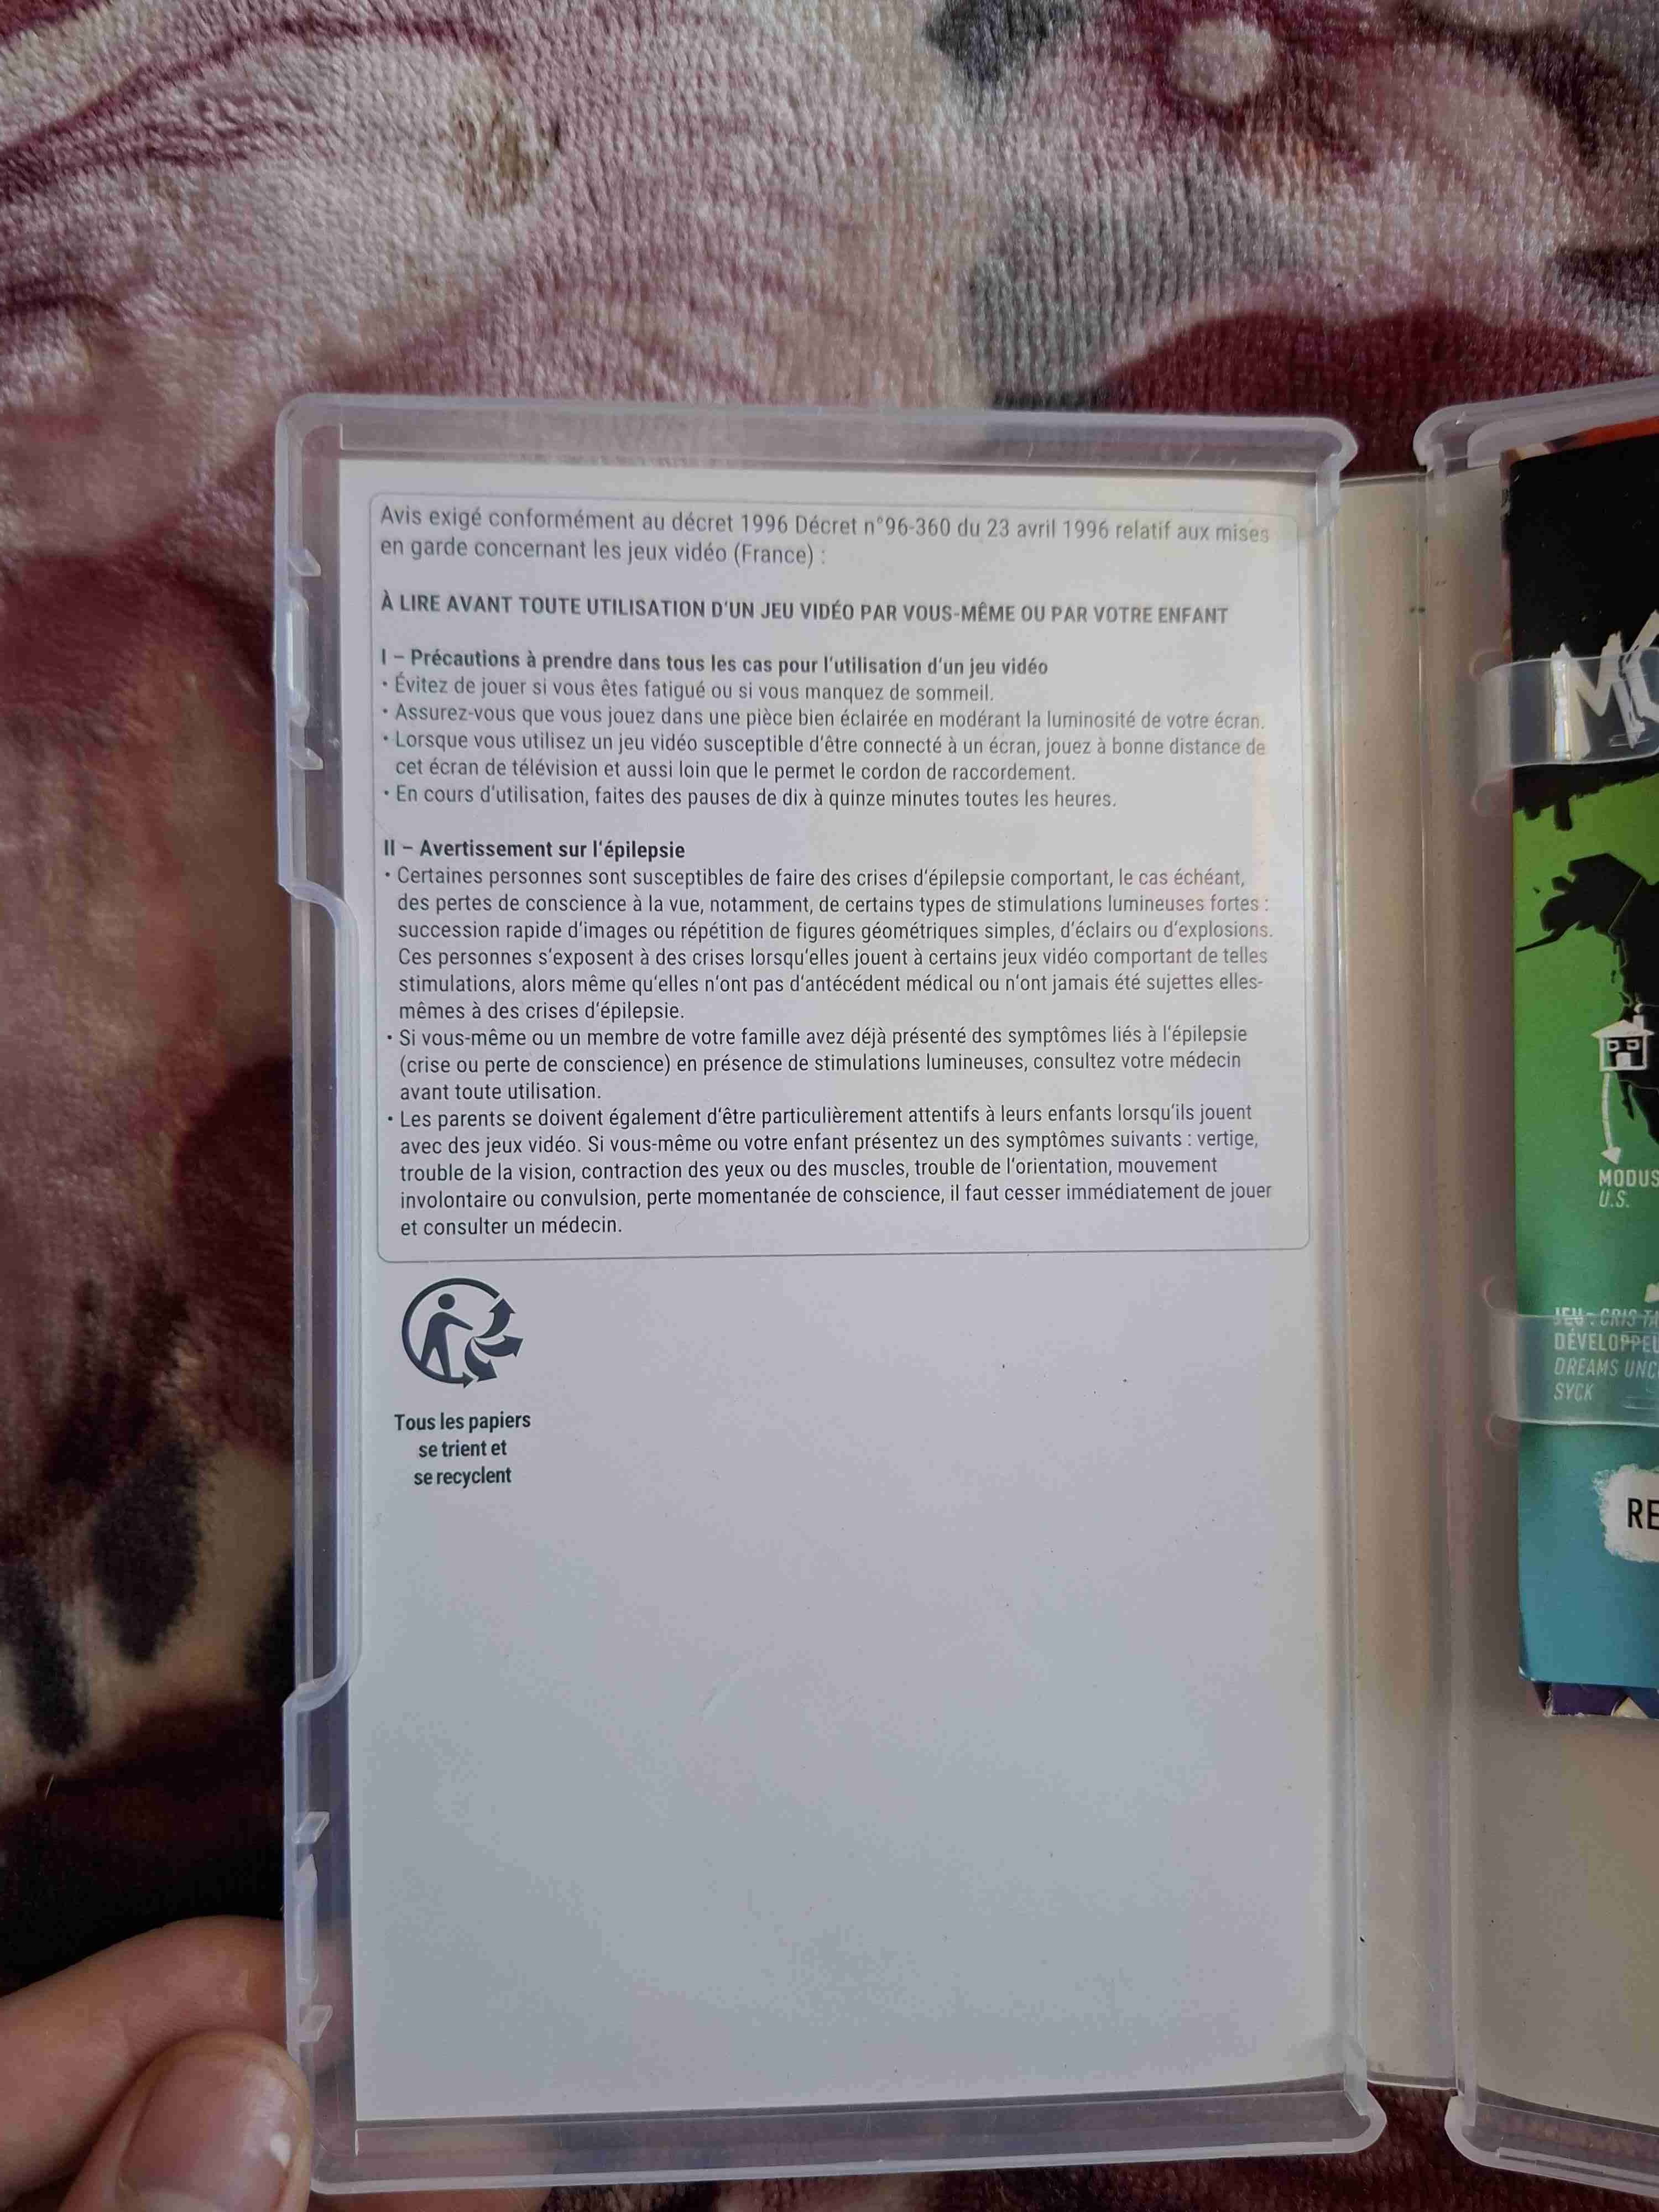 Avis exigé conformément au décret 1996 Décret n°96-360 du 23 avril 1996 relatif aux mises
en garde concernant les jeux vidéo (France) :
À LIRE AVANT TOUTE UTILISATION D'UN JEU VIDÉO PAR VOUS-MÊME OU PAR VOTRE ENFANT
I – Précautions à prendre dans tous les cas pour l'utilisation d'un jeu vidéo
• Évitez de jouer si vous êtes fatigué ou si vous manquez de sommeil.
• Assurez-vous que vous jouez dans une pièce bien éclairée en modérant la luminosité de votre écran.
• Lorsque vous utilisez un jeu vidéo susceptible d'être connecté à un écran, jouez à bonne distance de
cet écran de télévision et aussi loin que le permet le cordon de raccordement.
• En cours d'utilisation, faites des pauses de dix à quinze minutes toutes les heures.
II – Avertissement sur l'épilepsie
• Certaines personnes sont susceptibles de faire des crises d'épilepsie comportant, le cas échéant,
des pertes de conscience à la vue, notamment, de certains types de stimulations lumineuses fortes :
succession rapide d'images ou répétition de figures géométriques simples, d'éclairs ou d'explosions.
Ces personnes s'exposent à des crises lorsqu'elles jouent à certains jeux vidéo comportant de telles
stimulations, alors même qu'elles n'ont pas d'antécédent médical ou n'ont jamais été sujettes elles-
mêmes à des crises d'épilepsie.
• Si vous-même ou un membre de votre famille avez déjà présenté des symptômes liés à l'épilepsie
(crise ou perte de conscience) en présence de stimulations lumineuses, consultez votre médecin
avant toute utilisation.
• Les parents se doivent également d'être particulièrement attentifs à leurs enfants lorsqu'ils jouent
avec des jeux vidéo. Si vous-même ou votre enfant présentez un des symptômes suivants : vertige,
trouble de la vision, contraction des yeux ou des muscles, trouble de l'orientation, mouvement
involontaire ou convulsion, perte momentanée de conscience, il faut cesser immédiatement de jouer
et consulter un médecin.
Tous les papiers
se trient et
se recyclent
MODUS
U.S.
JEU : CRIS TA
DÉVELOPPEU
DREAMS UNC
SYCK
RE